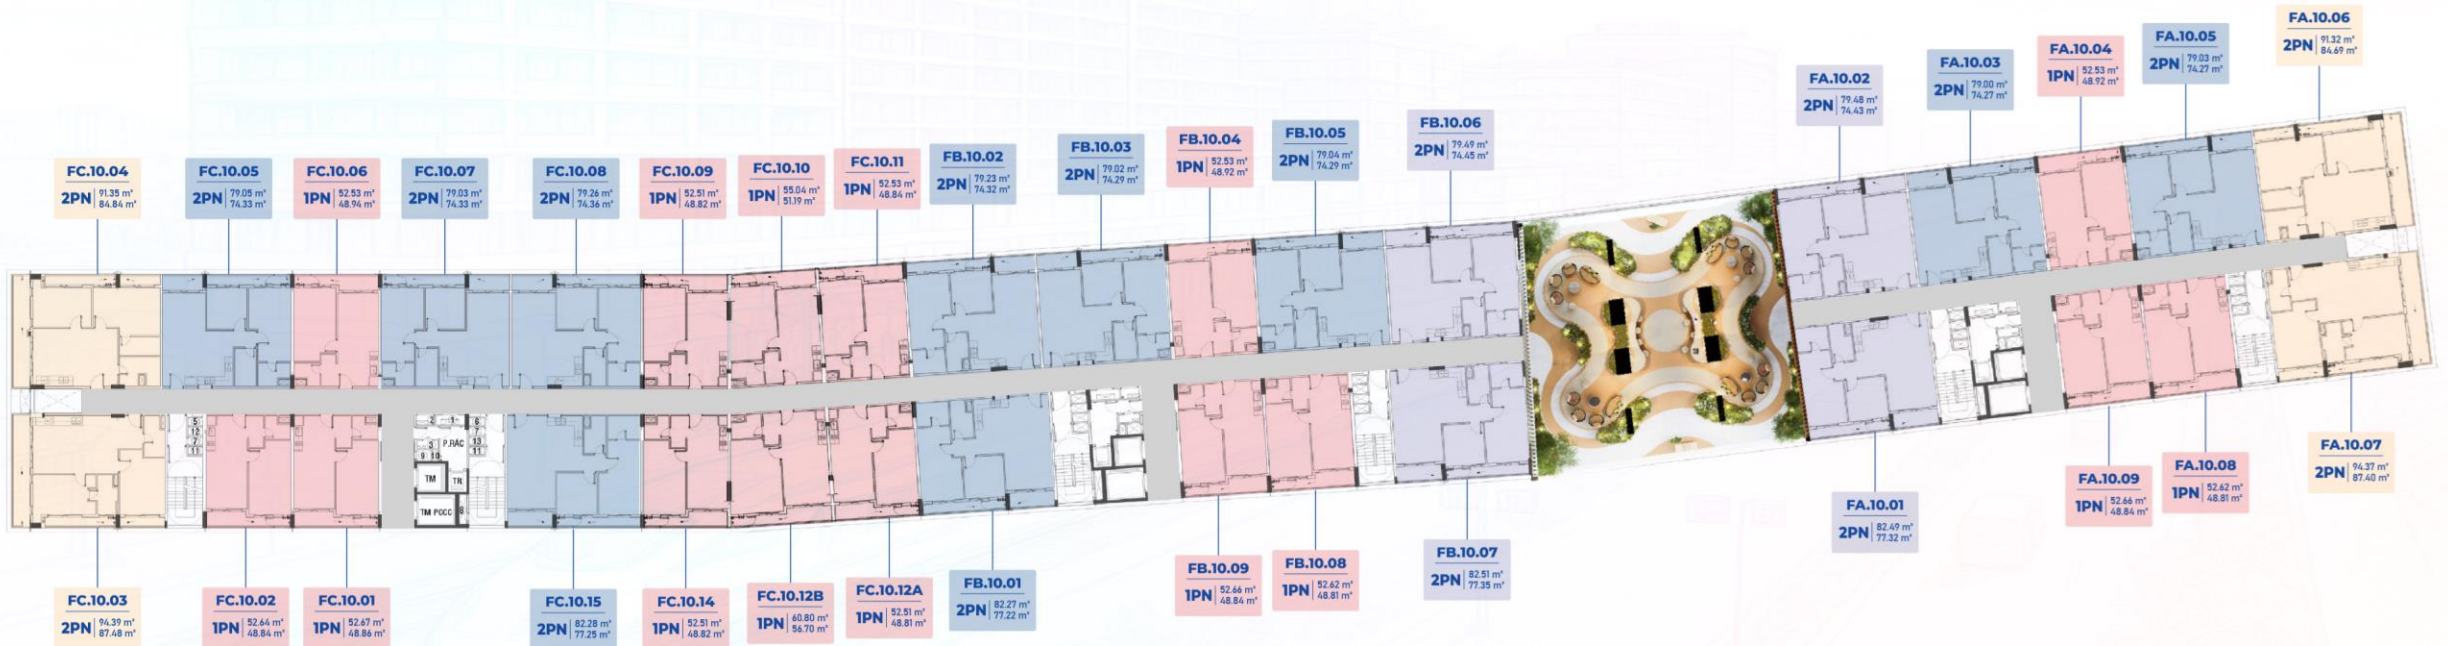 FA.10.06
2PN 91.32 m²
84.69 m²
FA.10.05
2PN 79.03 m²
74.27 m²
FA.10.04
1PN 52.53 m²
48.92 m²
FA.10.03
2PN 79.00 m²
74.27 m²
FA.10.02
2PN 79.48 m²
74.43 m²
FB.10.06
2PN 79.49 m²
74.45 m²
FB.10.05
2PN 79.04 m²
74.29 m²
FB.10.04
1PN 52.53 m²
48.92 m²
FB.10.03
2PN 79.02 m²
74.29 m²
FB.10.02
2PN 79.23 m²
74.32 m²
FC.10.11
1PN 52.53 m²
48.84 m²
FC.10.10
1PN 55.04 m²
51.19 m²
FC.10.09
1PN 52.51 m²
48.82 m²
FC.10.08
2PN 79.26 m²
74.36 m²
FC.10.07
2PN 79.03 m²
74.33 m²
FC.10.06
1PN 52.53 m²
48.94 m²
FC.10.05
2PN 79.05 m²
74.33 m²
FC.10.04
2PN 91.35 m²
84.84 m²
5
12
7
11
2 1
3 P.RÁC
9 10
6
7
13
11
TM
TR
TM PCCC
8
FC.10.03
2PN 94.39 m²
87.48 m²
FC.10.02
1PN 52.64 m²
48.84 m²
FC.10.01
1PN 52.67 m²
48.86 m²
FC.10.15
2PN 82.28 m²
77.25 m²
FC.10.14
1PN 52.51 m²
48.82 m²
FC.10.12B
1PN 60.80 m²
56.70 m²
FC.10.12A
1PN 52.51 m²
48.81 m²
FB.10.01
2PN 82.27 m²
77.22 m²
FB.10.09
1PN 52.66 m²
48.84 m²
FB.10.08
1PN 52.62 m²
48.81 m²
FB.10.07
2PN 82.51 m²
77.35 m²
FA.10.01
2PN 82.49 m²
77.32 m²
FA.10.09
1PN 52.66 m²
48.84 m²
FA.10.08
1PN 52.62 m²
48.81 m²
FA.10.07
2PN 94.37 m²
87.40 m²